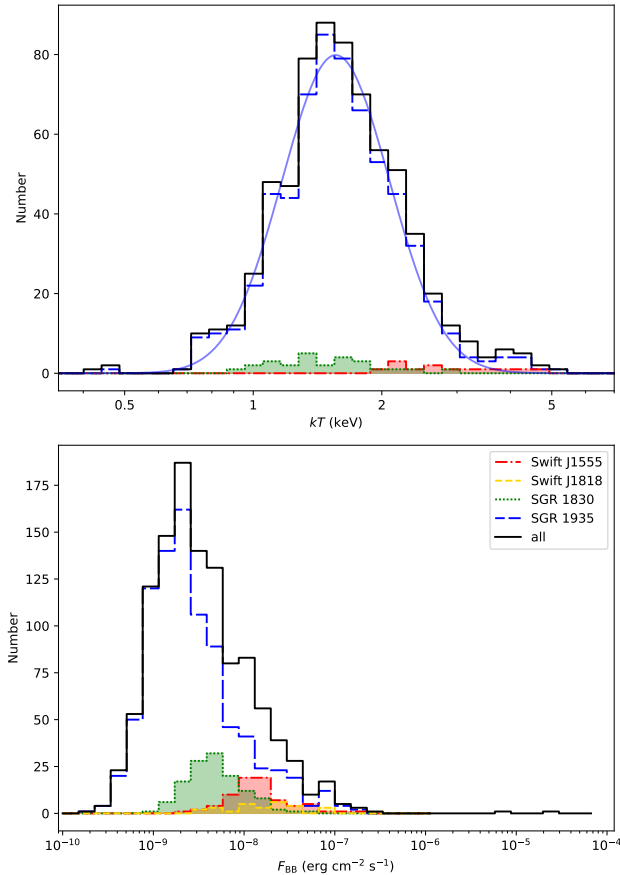 80
60
40
20
0
Number
0.5
1
2
5
kT (keV)
175
150
125
100
75
50
25
0
Number
Swift J1555
Swift J1818
SGR 1830
SGR 1935
all
10⁻¹⁰
10⁻⁹
10⁻⁸
10⁻⁷
10⁻⁶
10⁻⁵
10⁻⁴
F_BB (erg cm⁻² s⁻¹)